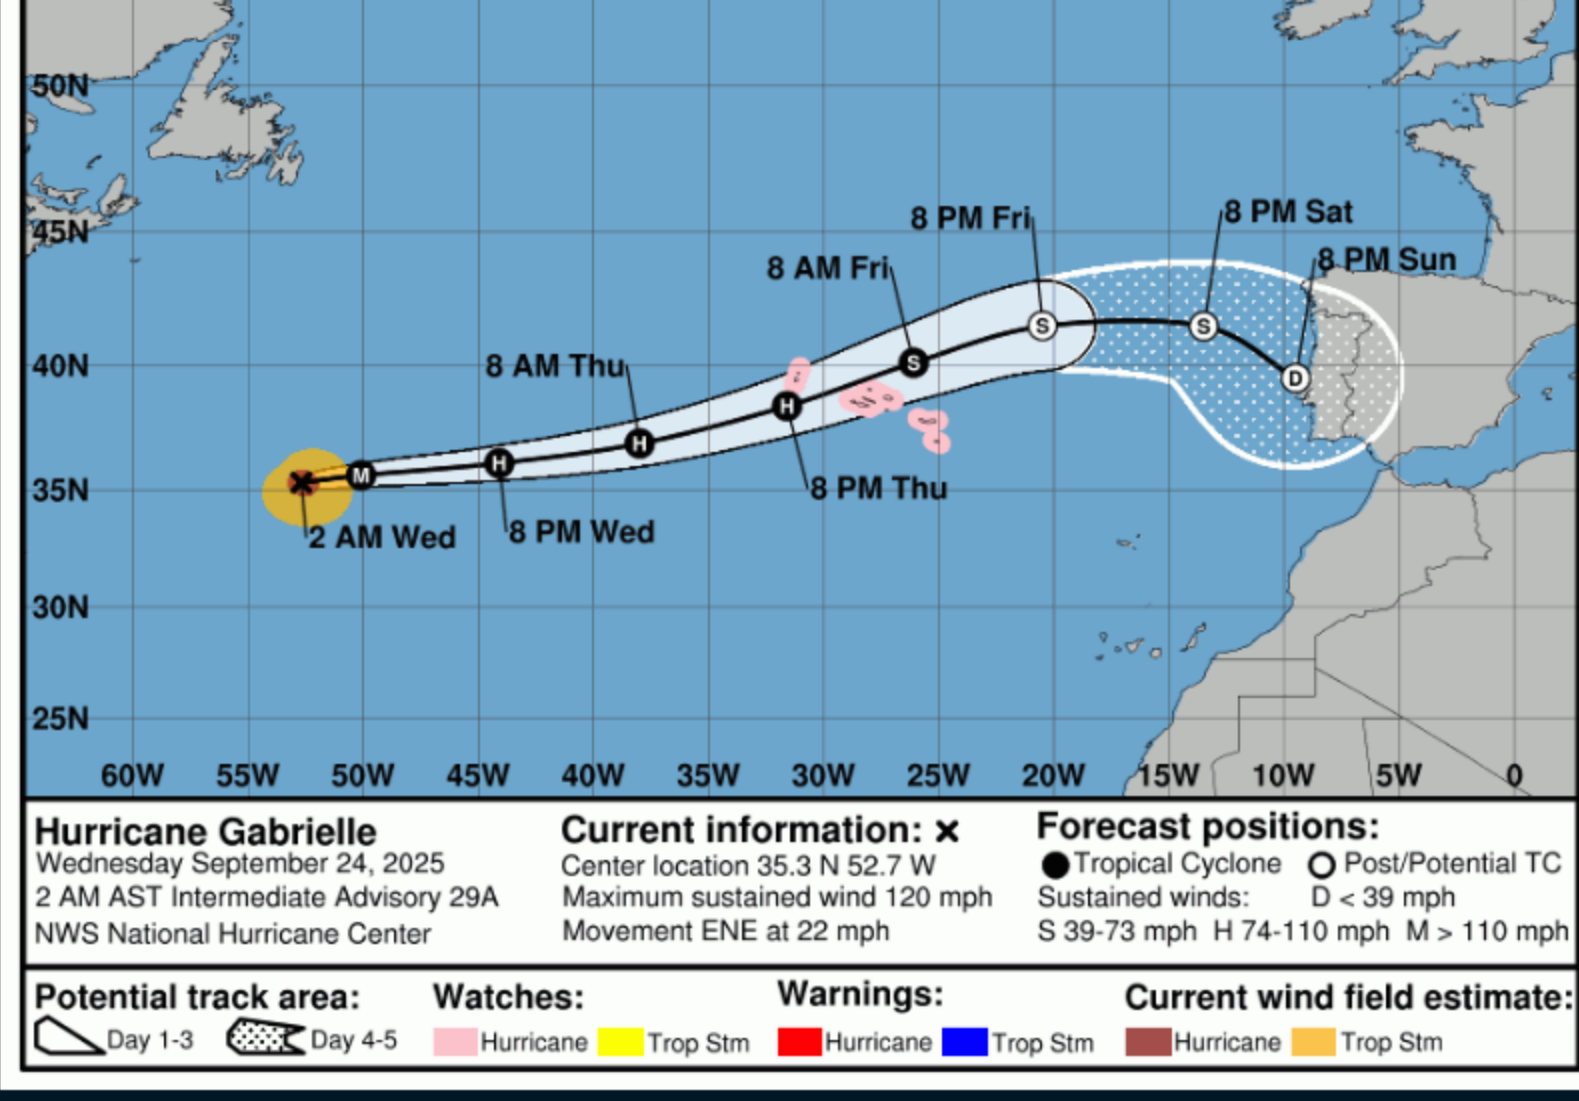 50N
45N
40N
35N
30N
25N
8 PM Fri
8 PM Sat
8 AM Fri
8 PM Sun
8 AM Thu
S
S
S
D
H
H
H
M
8 PM Thu
2 AM Wed
8 PM Wed
60W 55W 50W 45W 40W 35W 30W 25W 20W 15W 10W 5W 0
Hurricane Gabrielle
Wednesday September 24, 2025
2 AM AST Intermediate Advisory 29A
NWS National Hurricane Center
Current information: ×
Center location 35.3 N 52.7 W
Maximum sustained wind 120 mph
Movement ENE at 22 mph
Forecast positions:
Tropical Cyclone Post/Potential TC
Sustained winds: D < 39 mph
S 39-73 mph H 74-110 mph M > 110 mph
Potential track area:
Day 1-3 Day 4-5
Watches:
Hurricane Trop Stm
Warnings:
Hurricane Trop Stm
Current wind field estimate:
Hurricane Trop Stm